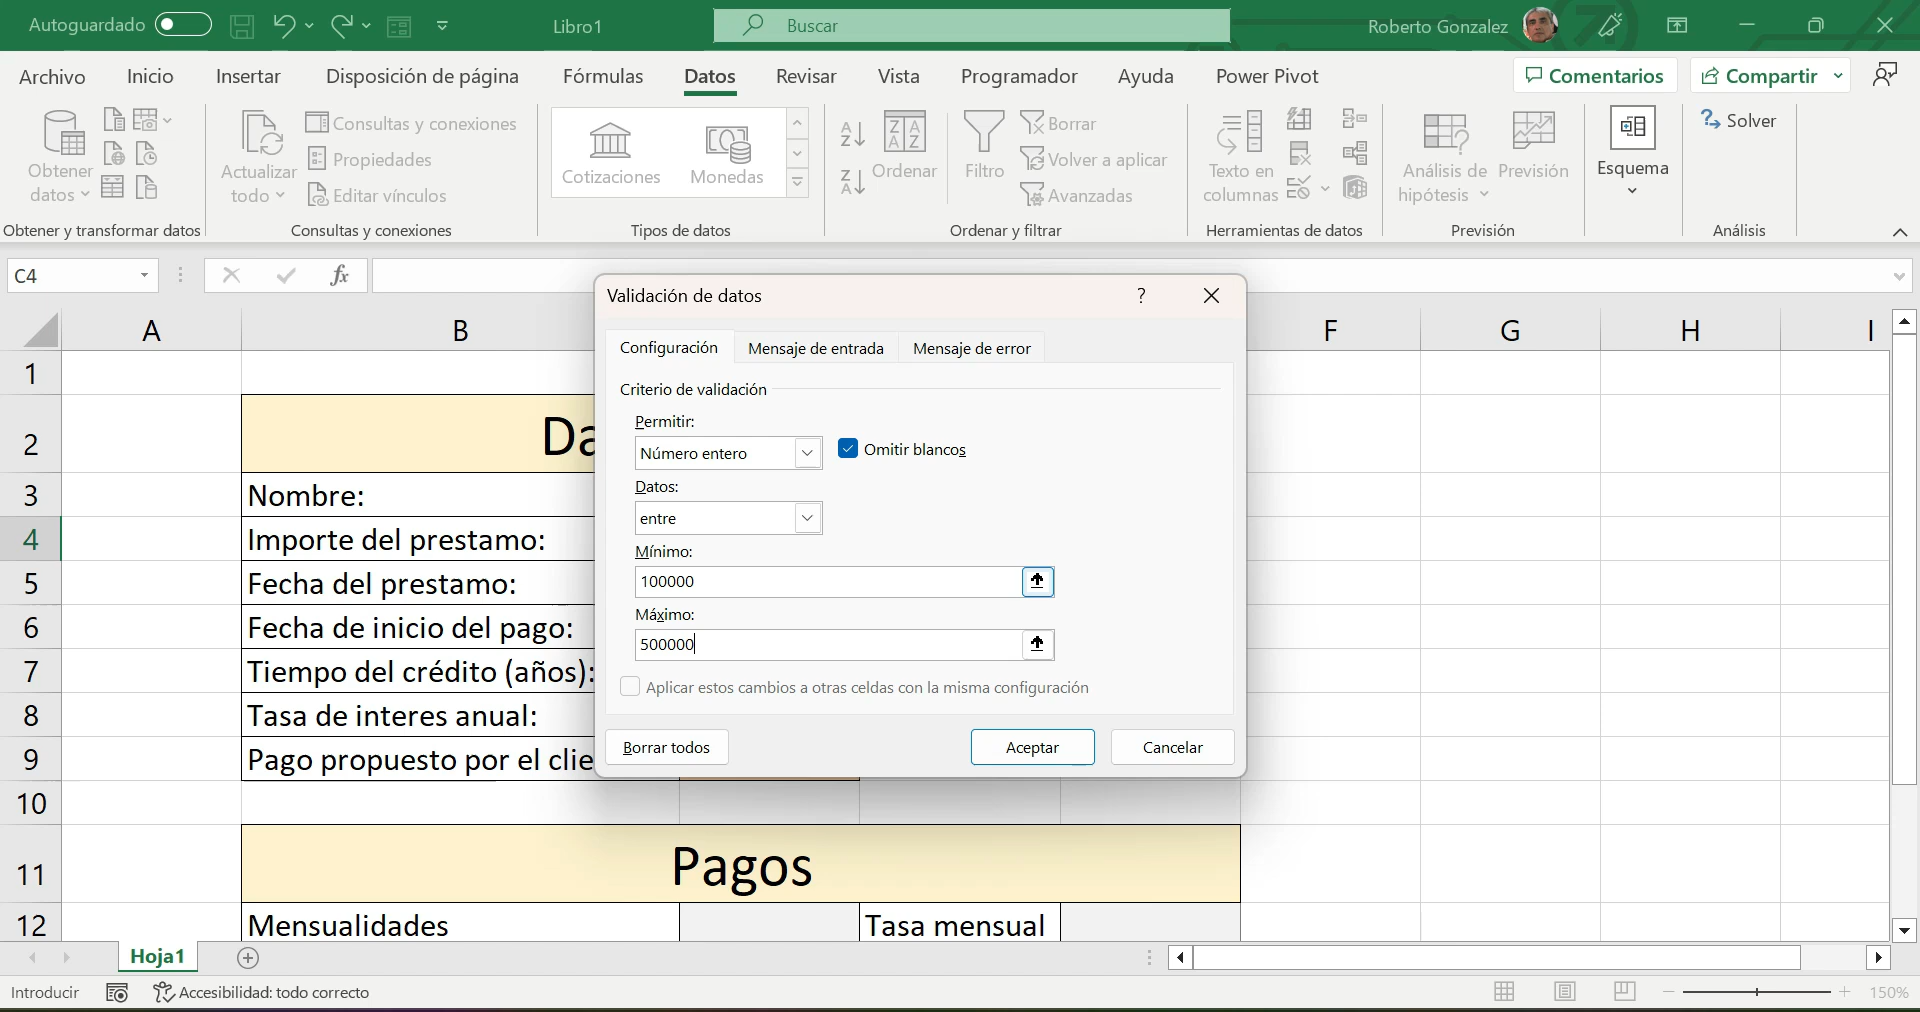 Autoguardado
Libro1
Buscar
Roberto Gonzalez
Archivo Inicio Insertar Disposición de página Fórmulas Datos Revisar Vista Programador Ayuda Power Pivot Comentarios Compartir
Obtener datos
Obtener y transformar datos
Actualizar todo
Consultas y conexiones
Propiedades
Editar vínculos
Consultas y conexiones
Cotizaciones
Monedas
Tipos de datos
Ordenar
Filtro
Borrar
Volver a aplicar
Avanzadas
Ordenar y filtrar
Texto en columnas
Herramientas de datos
Análisis de hipótesis
Previsión
Previsión
Esquema
Solver
Análisis
C4
fx
A B F G H I
1
2 Da
3 Nombre:
4 Importe del prestamo:
5 Fecha del prestamo:
6 Fecha de inicio del pago:
7 Tiempo del crédito (años):
8 Tasa de interes anual:
9 Pago propuesto por el clie
10
11 Pagos
12 Mensualidades Tasa mensual
Validación de datos
?
Configuración Mensaje de entrada Mensaje de error
Criterio de validación
Permitir:
Número entero
Omitir blancos
Datos:
entre
Mínimo:
100000
Máximo:
500000
Aplicar estos cambios a otras celdas con la misma configuración
Borrar todos Aceptar Cancelar
Hoja1
Introducir
Accesibilidad: todo correcto
150%